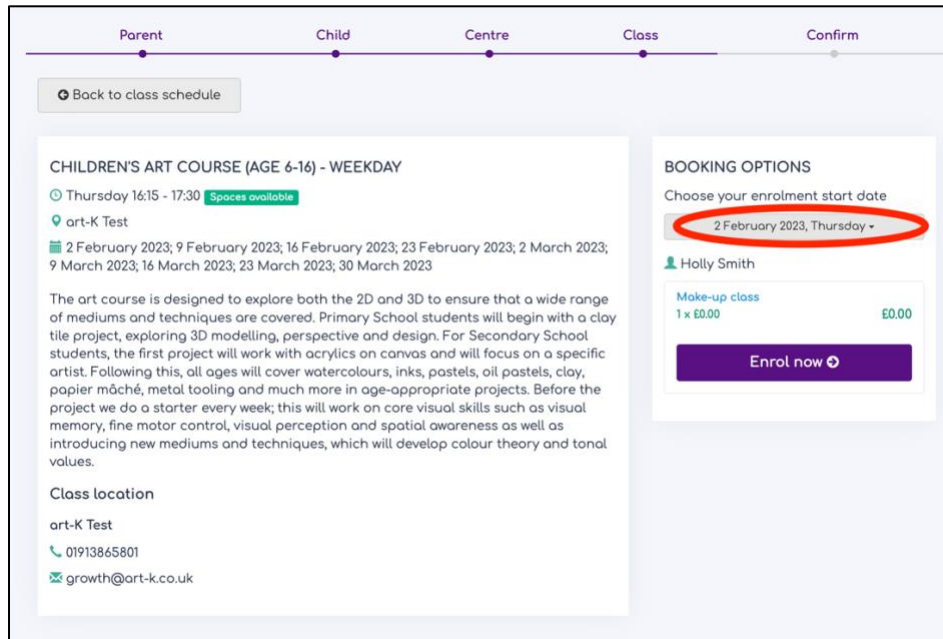 Parent Child Centre Class Confirm
Back to class schedule
CHILDREN'S ART COURSE (AGE 6-16) - WEEKDAY
Thursday 16:15 - 17:30 Spaces available
art-K Test
2 February 2023; 9 February 2023; 16 February 2023; 23 February 2023; 2 March 2023;
9 March 2023; 16 March 2023; 23 March 2023; 30 March 2023
The art course is designed to explore both the 2D and 3D to ensure that a wide range
of mediums and techniques are covered. Primary School students will begin with a clay
tile project, exploring 3D modelling, perspective and design. For Secondary School
students, the first project will work with acrylics on canvas and will focus on a specific
artist. Following this, all ages will cover watercolours, inks, pastels, oil pastels, clay,
papier mâché, metal tooling and much more in age-appropriate projects. Before the
project we do a starter every week; this will work on core visual skills such as visual
memory, fine motor control, visual perception and spatial awareness as well as
introducing new mediums and techniques, which will develop colour theory and tonal
values.
Class location
art-K Test
01913865801
growth@art-k.co.uk
BOOKING OPTIONS
Choose your enrolment start date
2 February 2023, Thursday
Holly Smith
Make-up class
1 x £0.00 £0.00
Enrol now